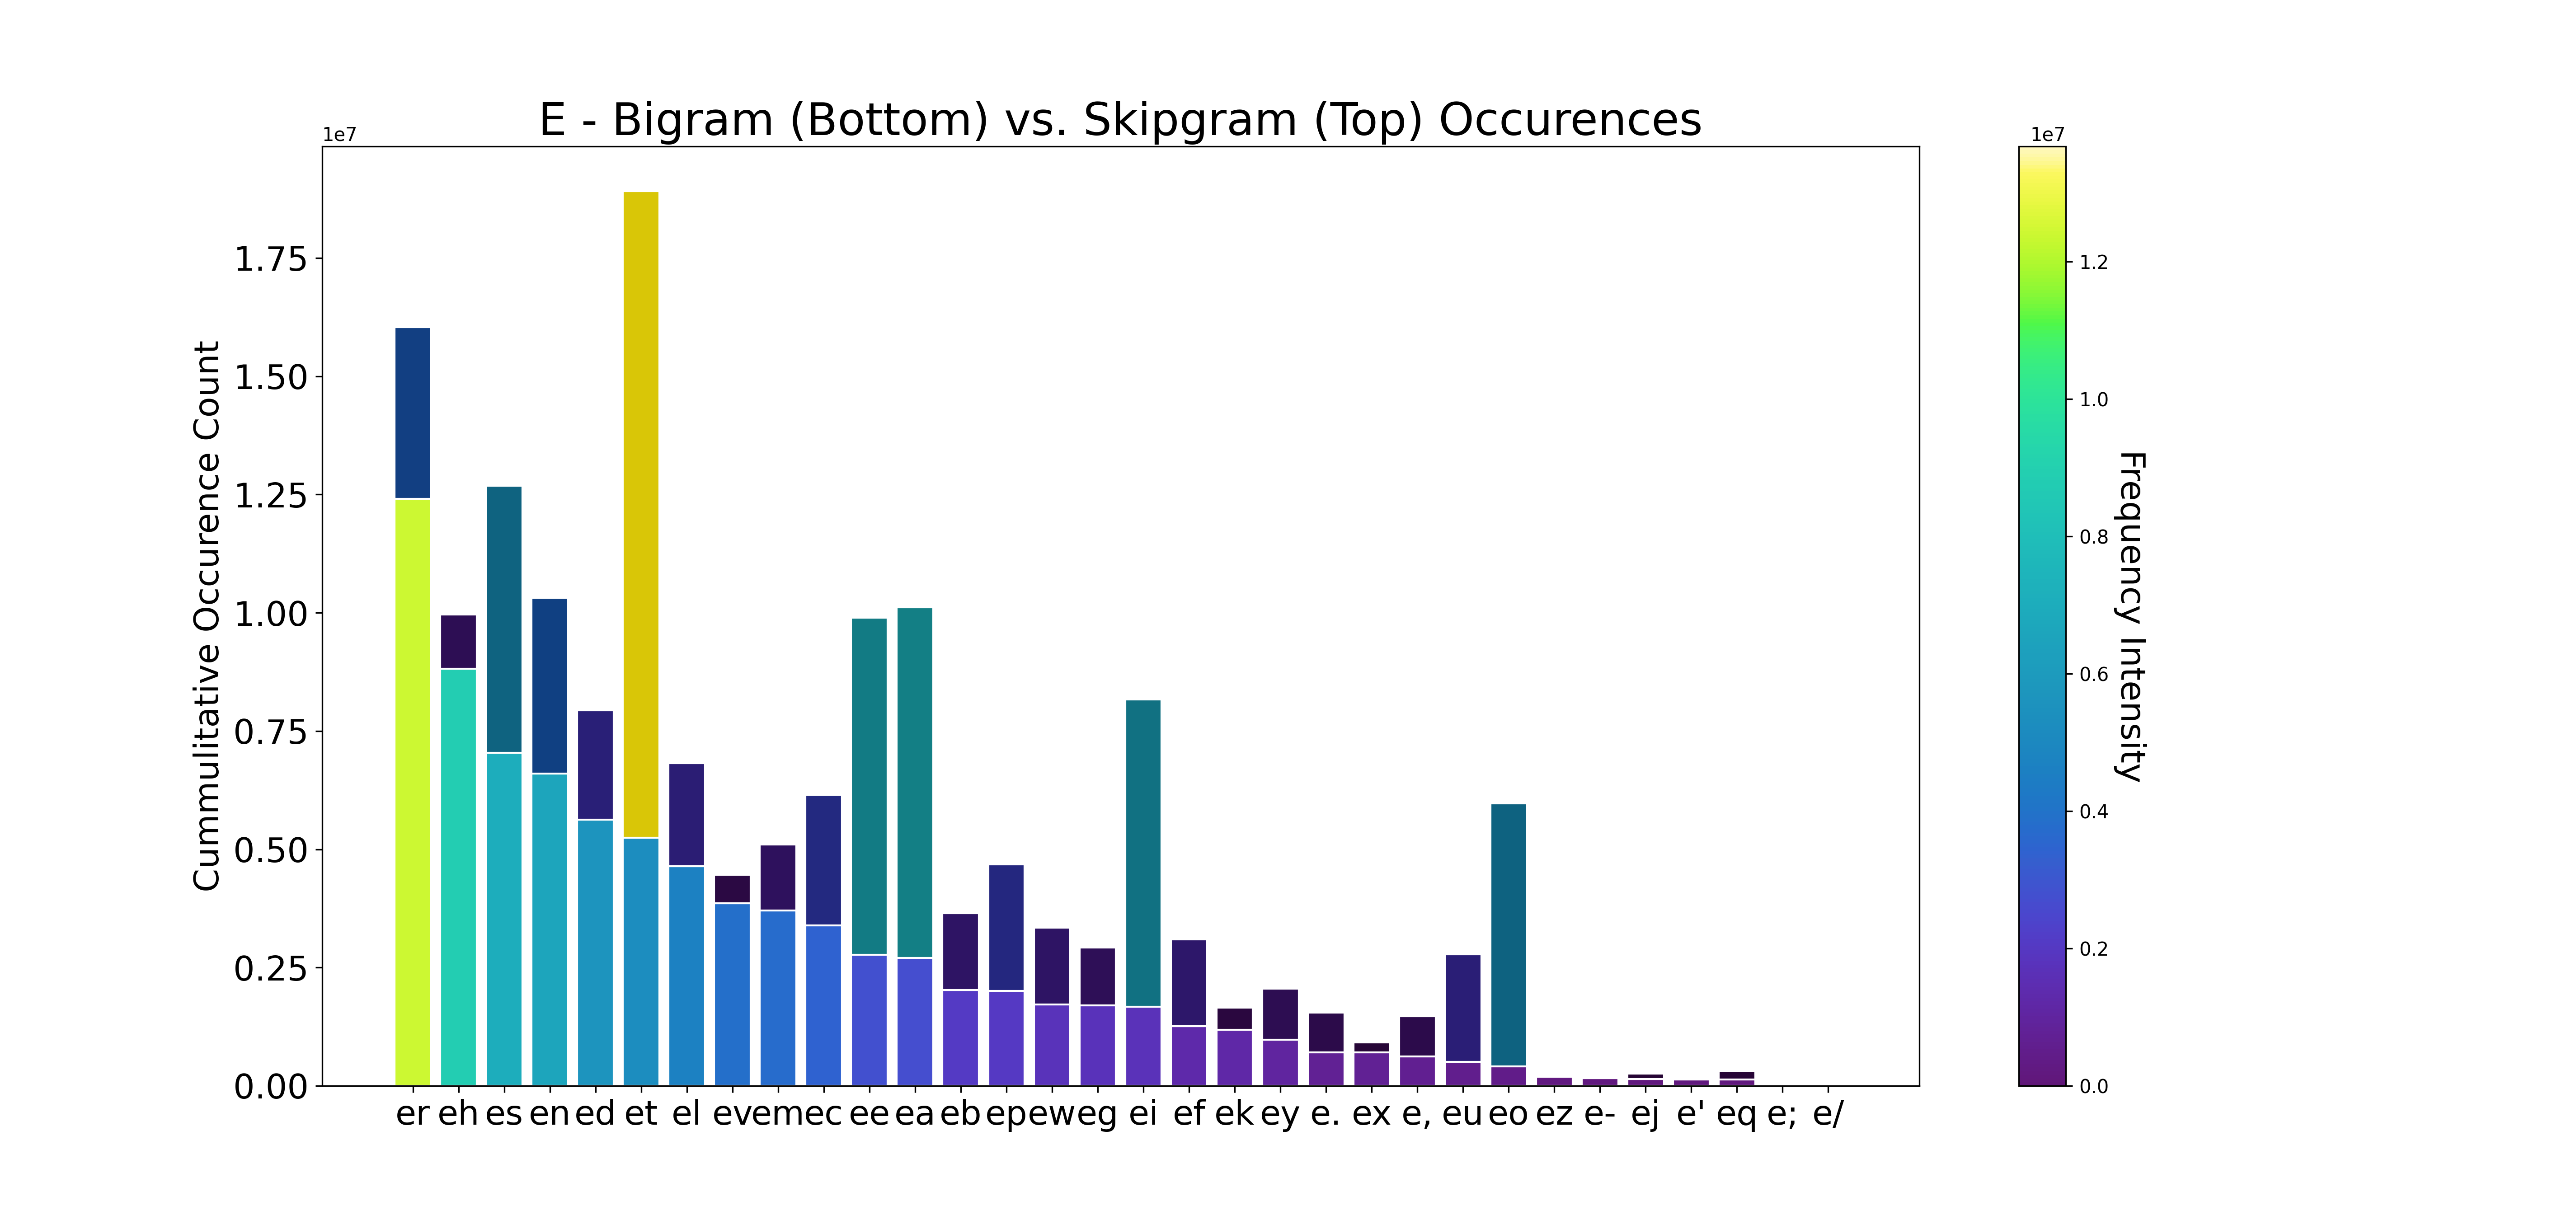 E - Bigram (Bottom) vs. Skipgram (Top) Occurences
1e7
1e7
Cummulitative Occurence Count
1.75
1.50
1.25
1.00
0.75
0.50
0.25
0.00
er eh es en ed et el ev em ec ee ea eb ep ew eg ei ef ek ey e. ex e, eu eo ez e- ej e' eq e; e/
1.2
1.0
0.8
0.6
0.4
0.2
0.0
Frequency Intensity